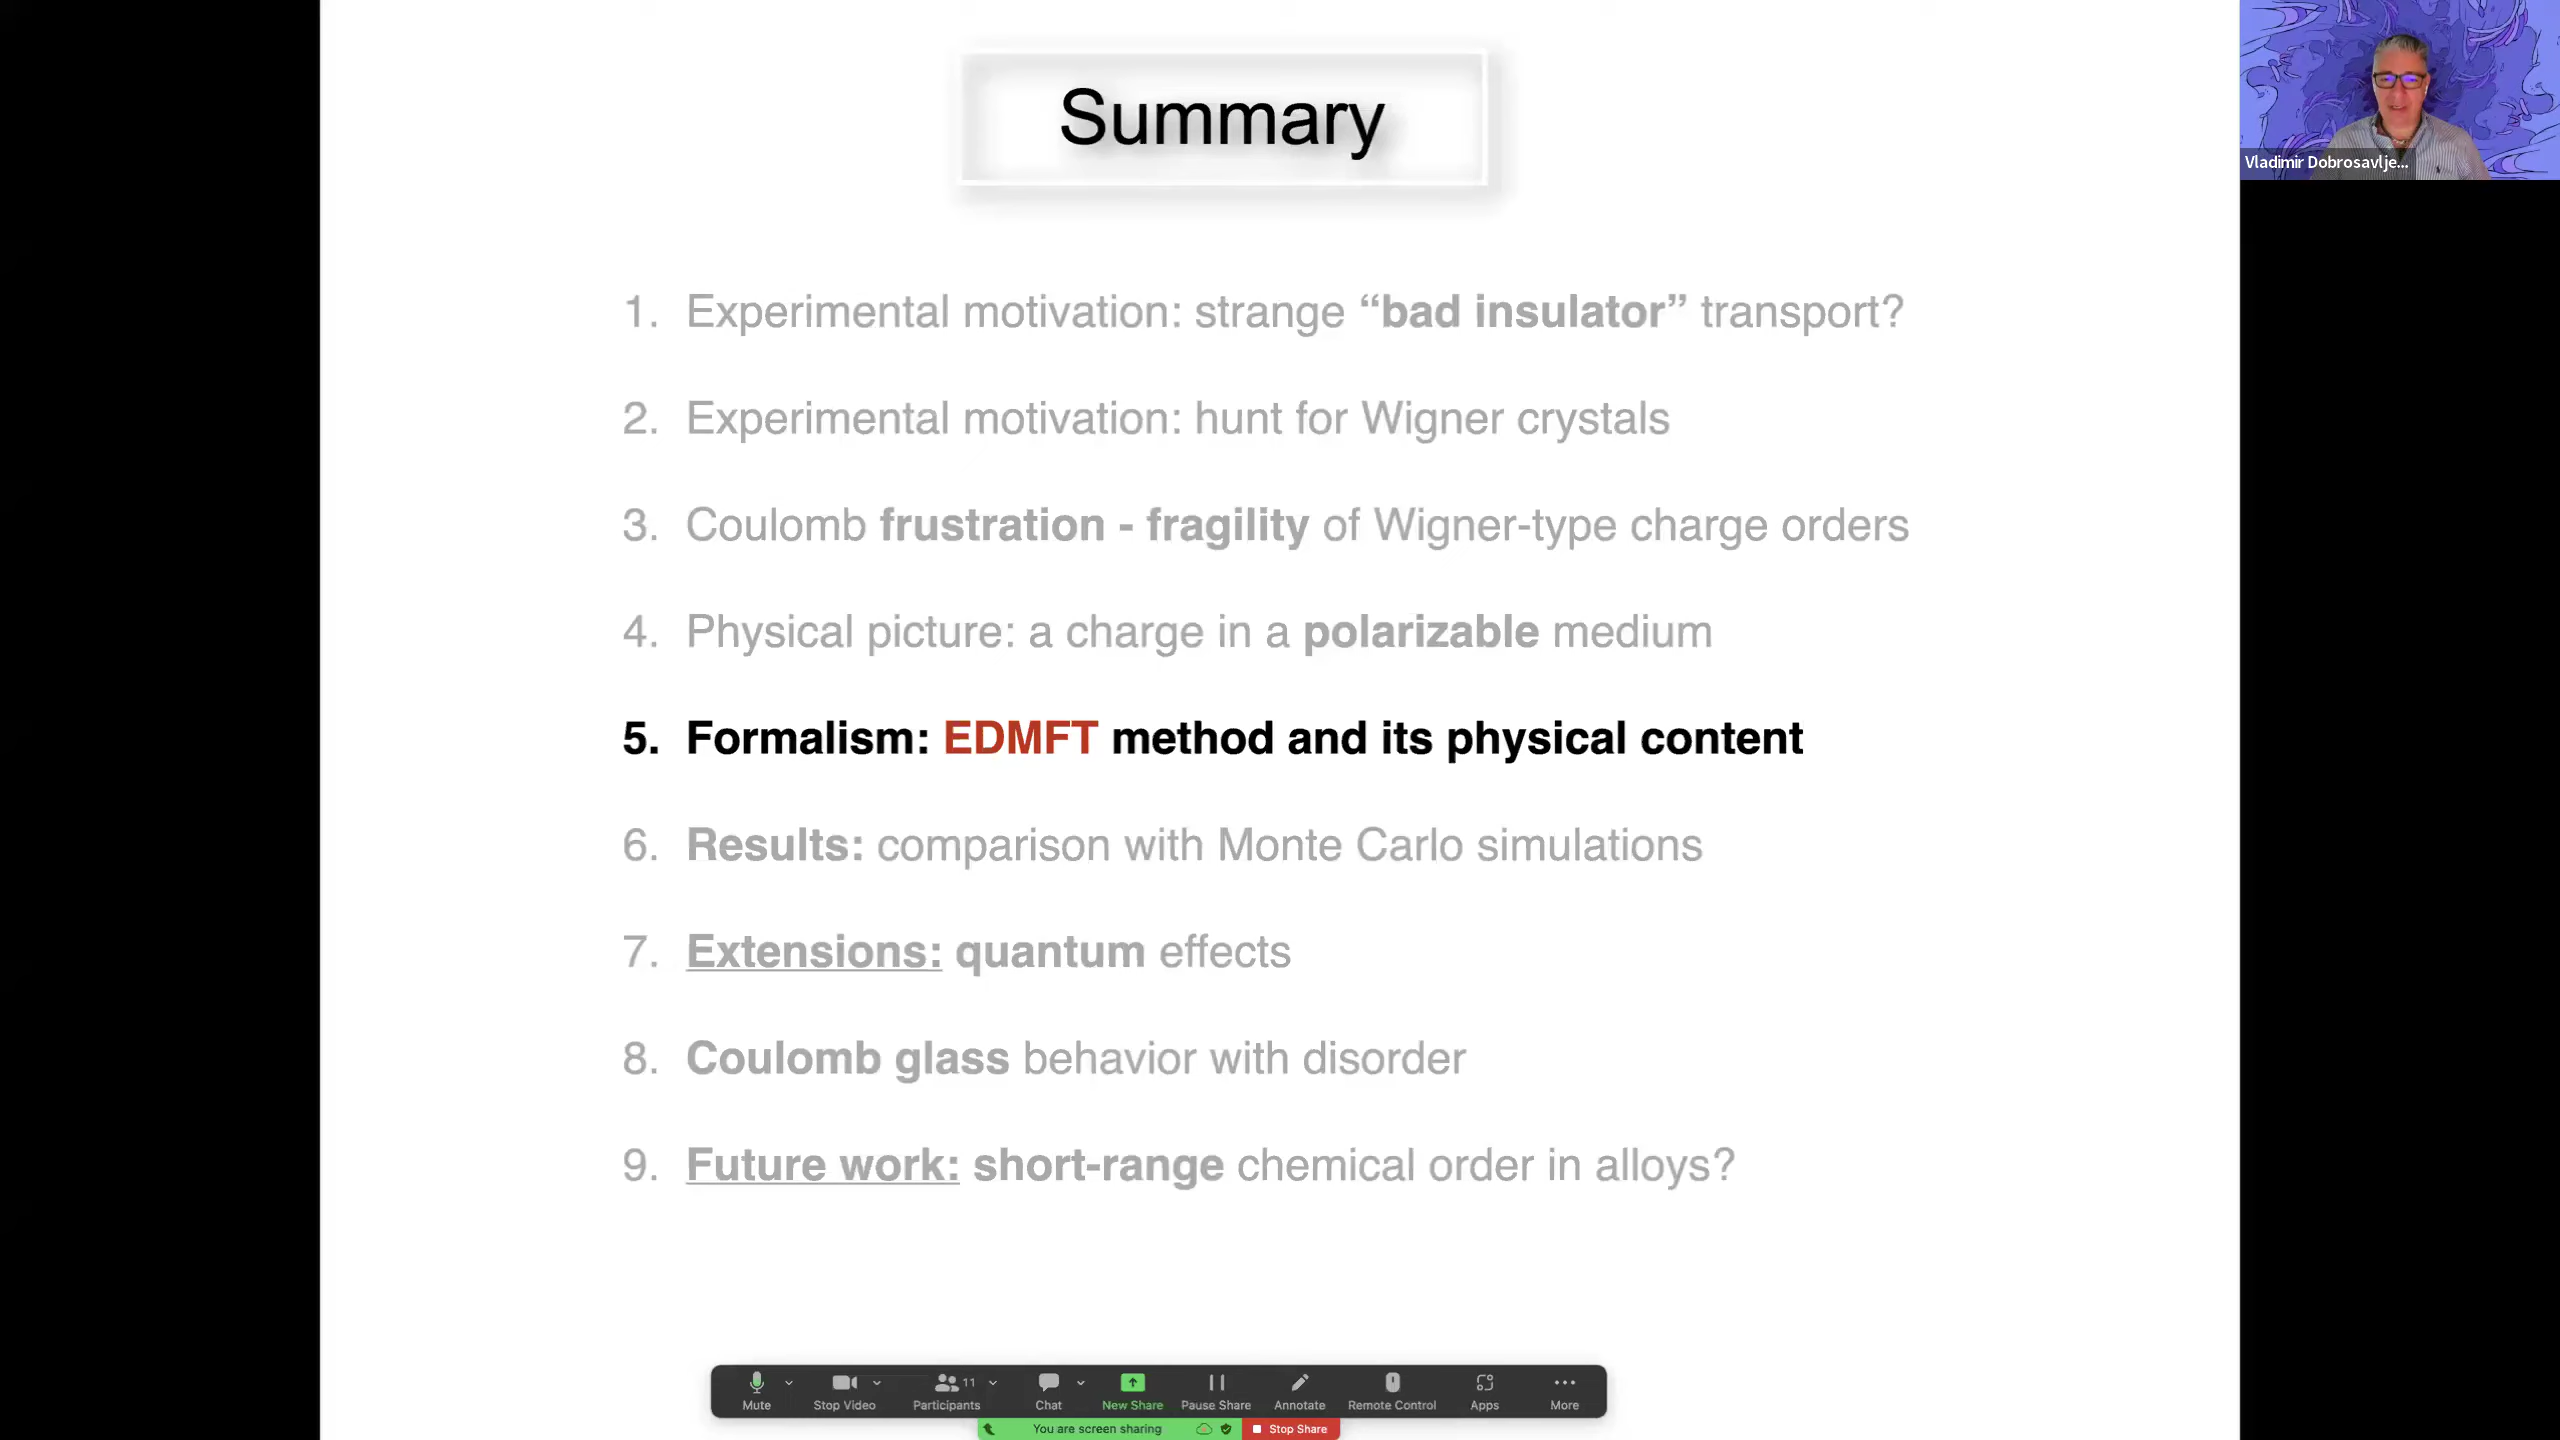 Summary
Vladimir Dobrosavlje...
1. Experimental motivation: strange “bad insulator” transport?
2. Experimental motivation: hunt for Wigner crystals
3. Coulomb frustration - fragility of Wigner-type charge orders
4. Physical picture: a charge in a polarizable medium
5. Formalism: EDMFT method and its physical content
6. Results: comparison with Monte Carlo simulations
7. Extensions: quantum effects
8. Coulomb glass behavior with disorder
9. Future work: short-range chemical order in alloys?
11
Mute Stop Video Participants Chat New Share Pause Share Annotate Remote Control Apps More
You are screen sharing Stop Share